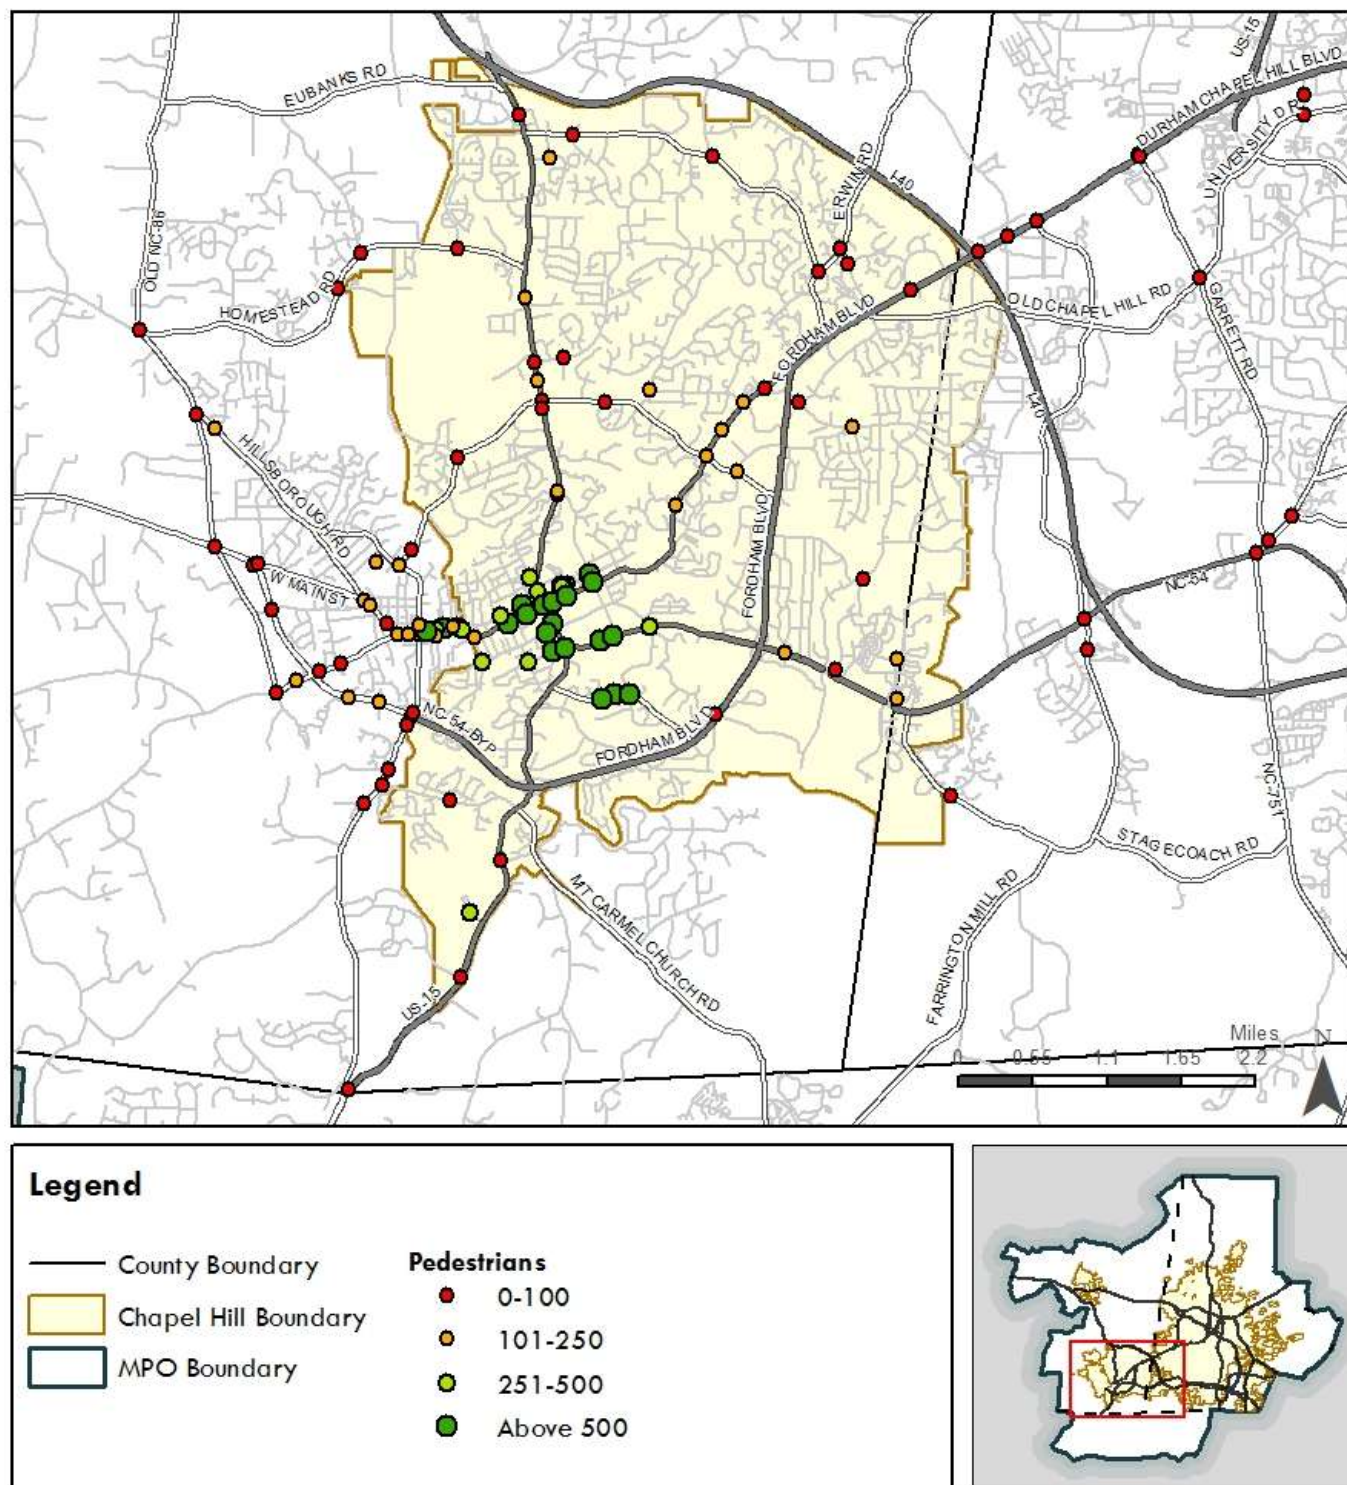 US-15
DURHAM CHAPEL HILL BLVD
EUBANKS RD
UNIVERSITY DR
ERWIN RD
I-40
OLD NC-86
HOMESTEAD RD
OLD CHAPEL HILL RD
FORDHAM BLVD
GARRETT RD
I-40
HILLSBOROUGH RD
FORDHAM BLVD
W MAIN ST
NC-54
NC-54-BYP
FORDHAM BLVD
NC-751
STAGECOACH RD
MT CARMEL CHURCH RD
FARRINGTON MILL RD
US-15
Miles N
0 0.55 1.1 1.65 2.2
Legend
County Boundary
Chapel Hill Boundary
MPO Boundary
Pedestrians
0-100
101-250
251-500
Above 500